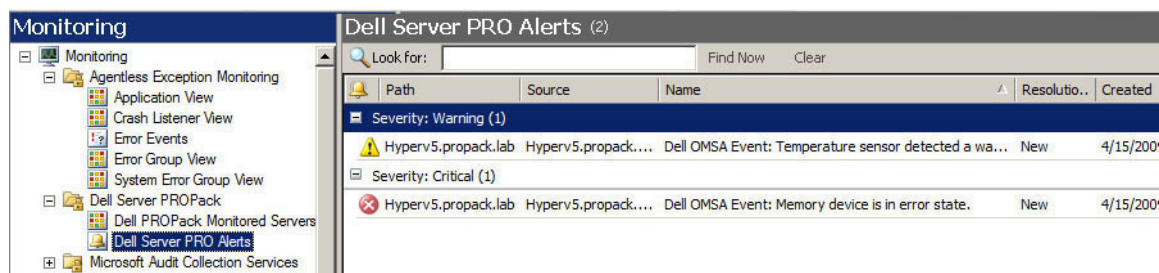 Monitoring
Monitoring
Agentless Exception Monitoring
Application View
Crash Listener View
Error Events
Error Group View
System Error Group View
Dell Server PROPack
Dell PROPack Monitored Servers
Dell Server PRO Alerts
Microsoft Audit Collection Services
Dell Server PRO Alerts (2)
Look for: Find Now Clear
Path Source Name Resolutio.. Created
Severity: Warning (1)
Hyperv5.propack.lab Hyperv5.propack.... Dell OMSA Event: Temperature sensor detected a wa... New 4/15/2009
Severity: Critical (1)
Hyperv5.propack.lab Hyperv5.propack.... Dell OMSA Event: Memory device is in error state. New 4/15/2009